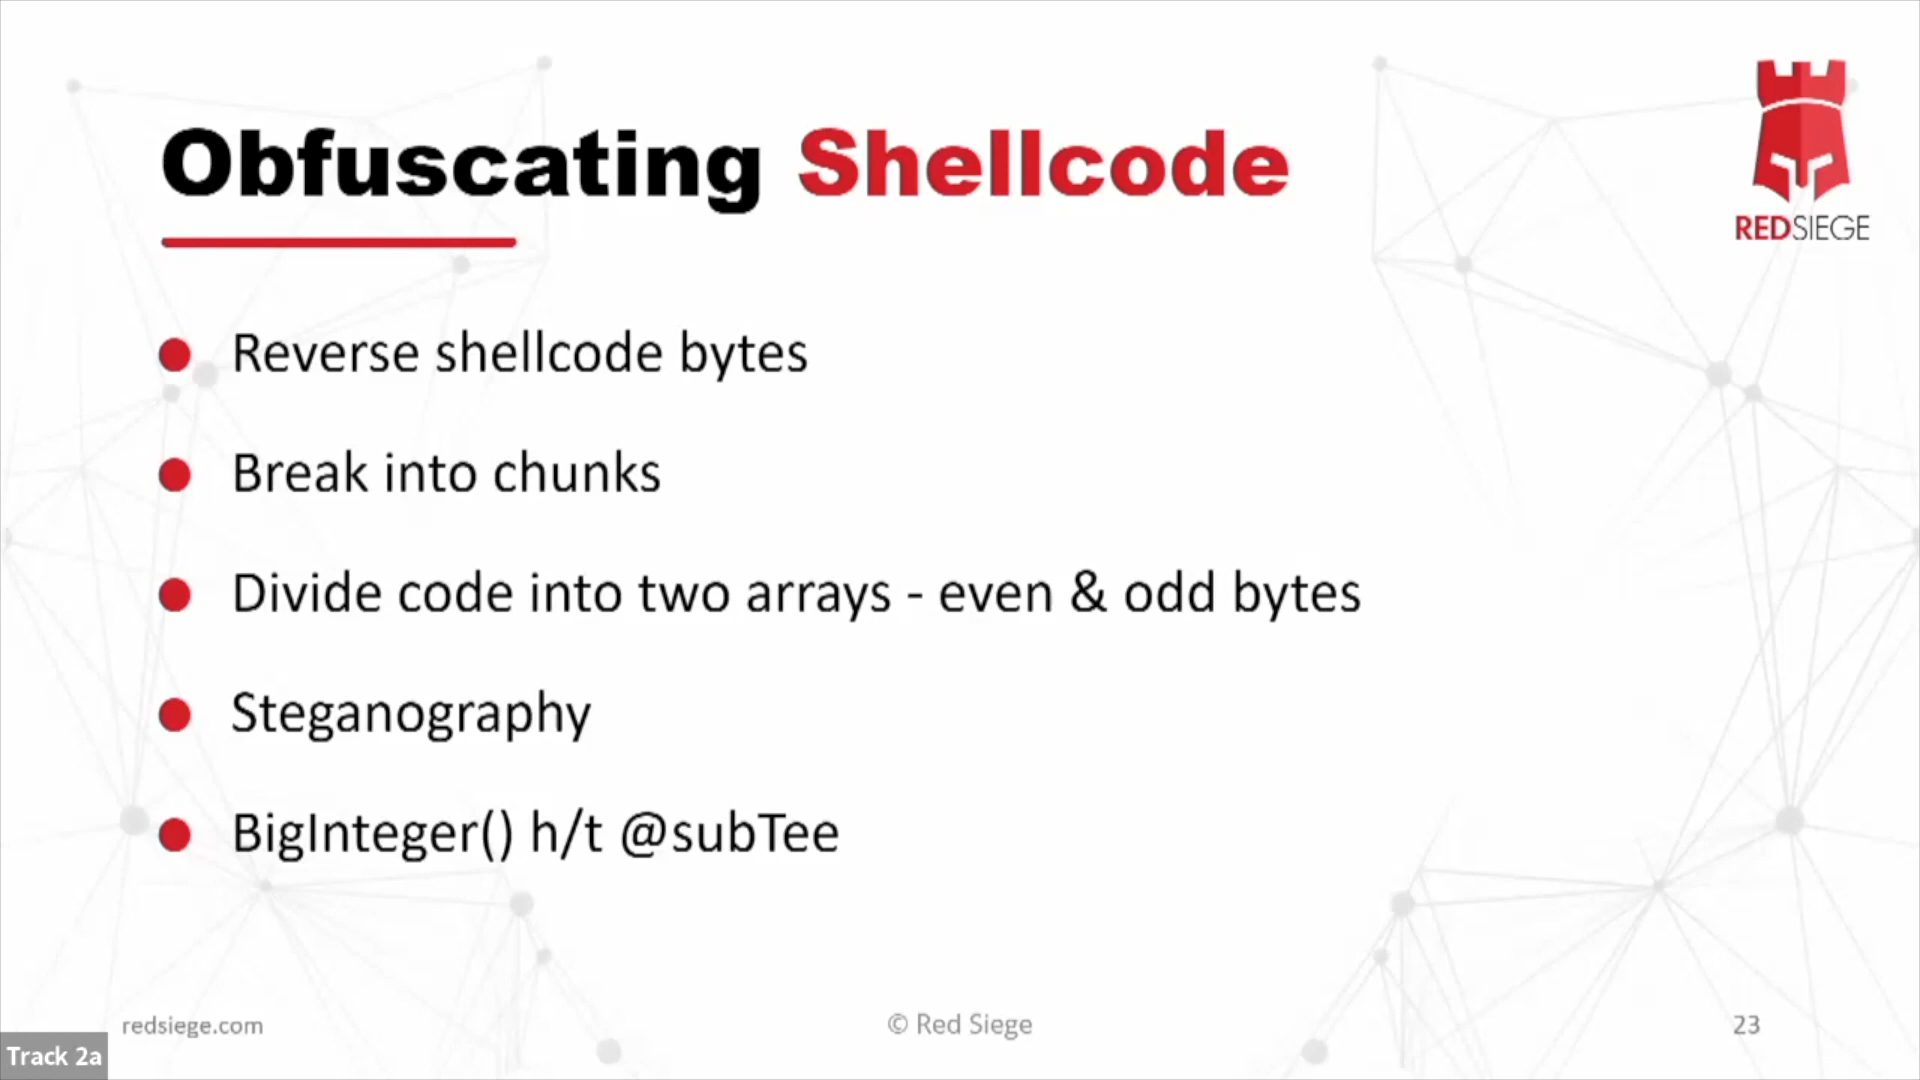 Obfuscating Shellcode
REDSIEGE
Reverse shellcode bytes
Break into chunks
Divide code into two arrays - even & odd bytes
Steganography
BigInteger() h/t @subTee
redsiege.com
© Red Siege
23
Track 2a